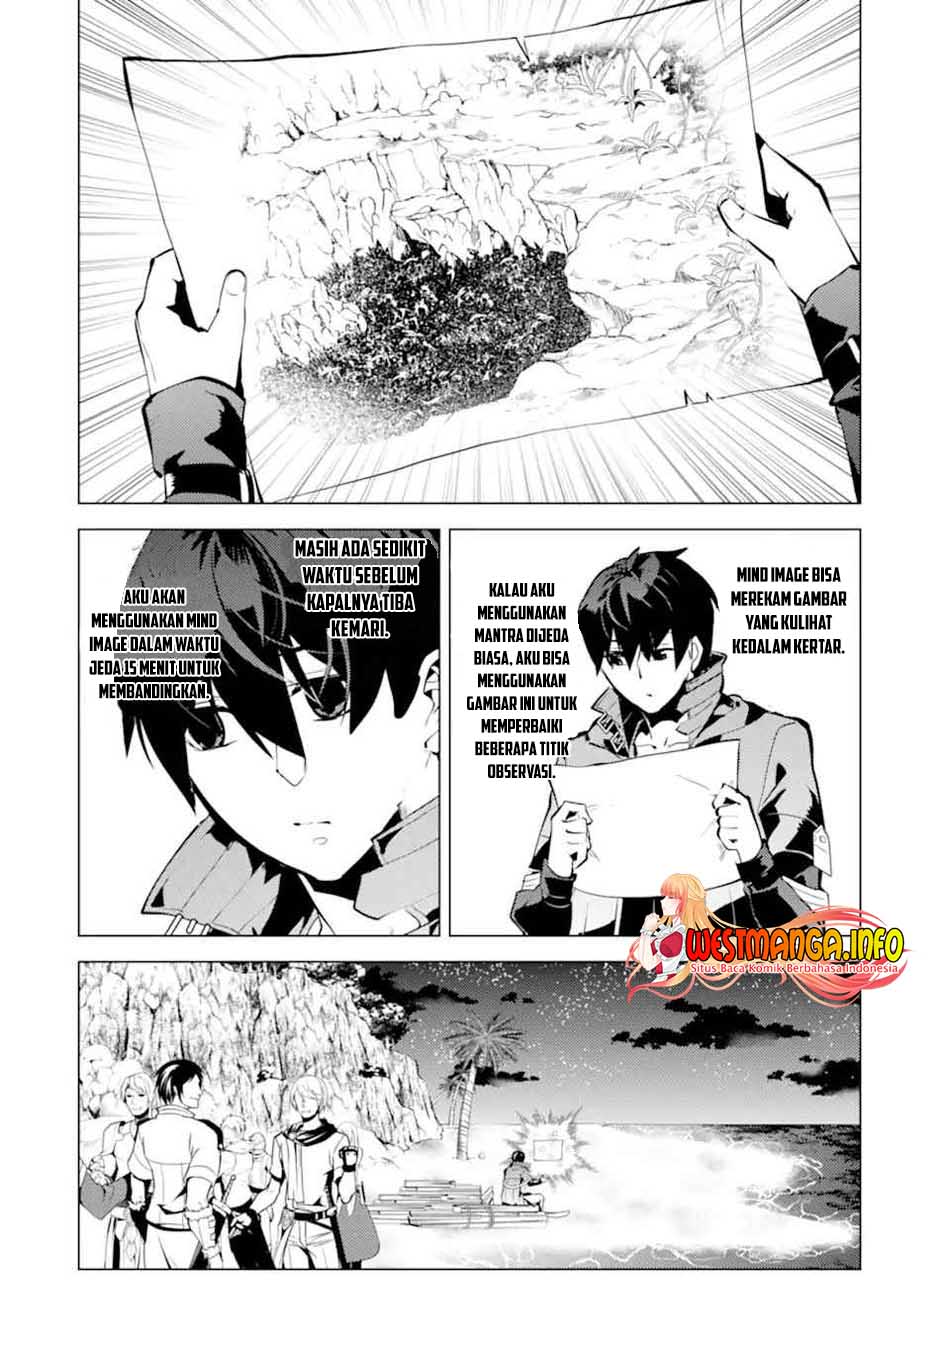 MIND IMAGE BISA
MEREKAM GAMBAR
YANG KULIHAT
KEDALAM KERTAR.
KALAU AKU
MENGGUNAKAN
MANTRA DIJEDA
BIASA, AKU BISA
MENGGUNAKAN
GAMBAR INI UNTUK
MEMPERBAIKI
BEBERAPA TITIK
OBSERVASI.
MASIH ADA SEDIKIT
WAKTU SEBELUM
KAPALNYA TIBA
KEMARI.
AKU AKAN
MENGGUNAKAN MIND
IMAGE DALAM WAKTU
JEDA 15 MENIT UNTUK
MEMBANDINGKAN.
WESTMANGA.INFO
SITUS BACA KOMIK BERBAHASA INDONESIA